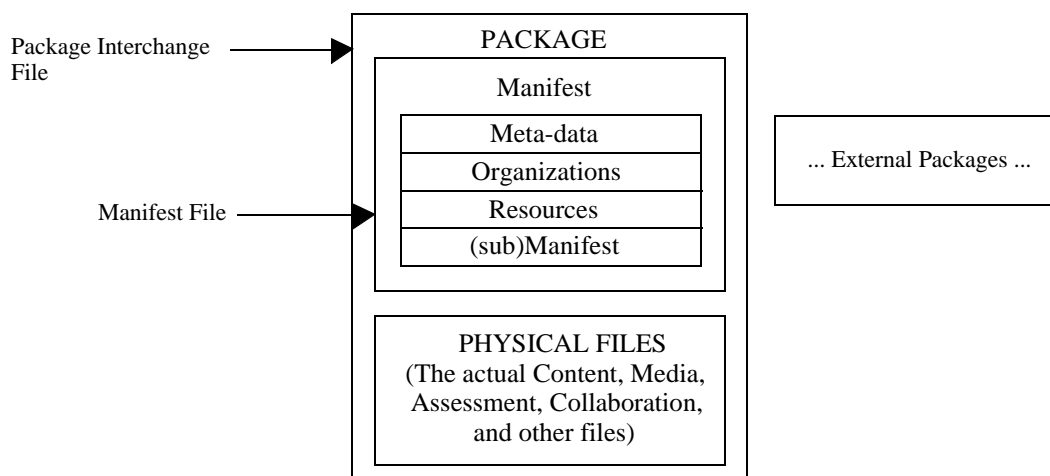 Package Interchange
File
PACKAGE
Manifest
Meta-data
Organizations
Resources
(sub)Manifest
Manifest File
... External Packages ...
PHYSICAL FILES
(The actual Content, Media,
Assessment, Collaboration,
and other files)